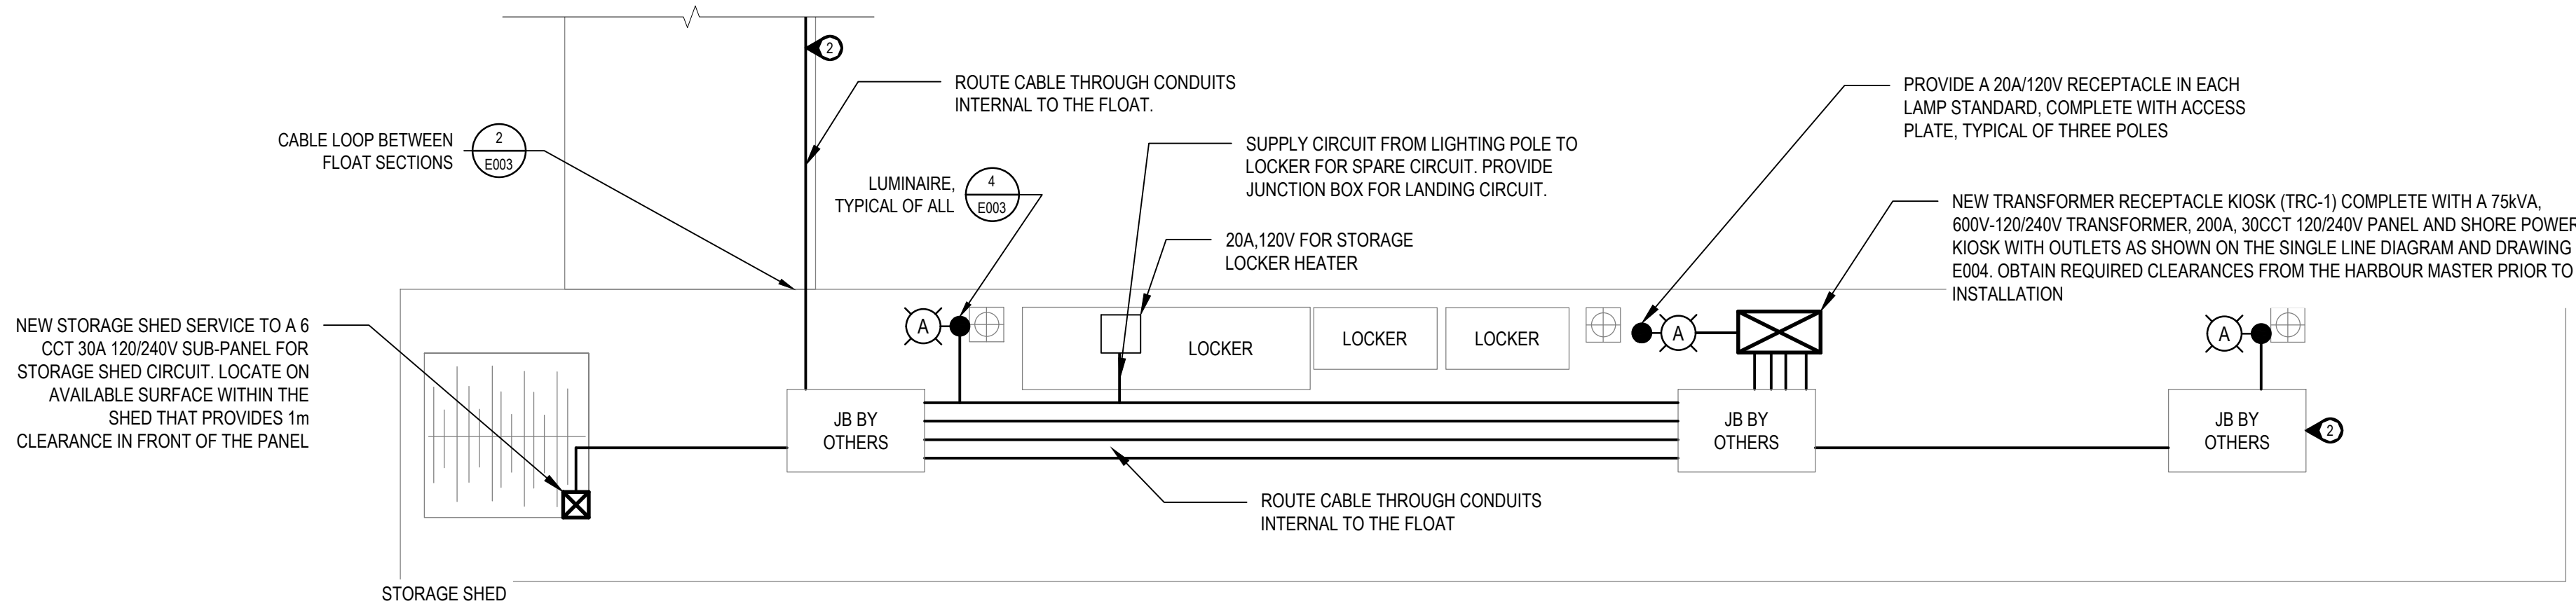 2
ROUTE CABLE THROUGH CONDUITS
INTERNAL TO THE FLOAT.
CABLE LOOP BETWEEN
FLOAT SECTIONS
2
E003
LUMINAIRE,
TYPICAL OF ALL
4
E003
SUPPLY CIRCUIT FROM LIGHTING POLE TO
LOCKER FOR SPARE CIRCUIT. PROVIDE
JUNCTION BOX FOR LANDING CIRCUIT.
20A,120V FOR STORAGE
LOCKER HEATER
PROVIDE A 20A/120V RECEPTACLE IN EACH
LAMP STANDARD, COMPLETE WITH ACCESS
PLATE, TYPICAL OF THREE POLES
NEW TRANSFORMER RECEPTACLE KIOSK (TRC-1) COMPLETE WITH A 75kVA,
600V-120/240V TRANSFORMER, 200A, 30CCT 120/240V PANEL AND SHORE POWER
KIOSK WITH OUTLETS AS SHOWN ON THE SINGLE LINE DIAGRAM AND DRAWING
E004. OBTAIN REQUIRED CLEARANCES FROM THE HARBOUR MASTER PRIOR TO
INSTALLATION
NEW STORAGE SHED SERVICE TO A 6
CCT 30A 120/240V SUB-PANEL FOR
STORAGE SHED CIRCUIT. LOCATE ON
AVAILABLE SURFACE WITHIN THE
SHED THAT PROVIDES 1m
CLEARANCE IN FRONT OF THE PANEL
A
LOCKER
LOCKER
LOCKER
A
A
JB BY
OTHERS
JB BY
OTHERS
JB BY
OTHERS
2
ROUTE CABLE THROUGH CONDUITS
INTERNAL TO THE FLOAT
STORAGE SHED